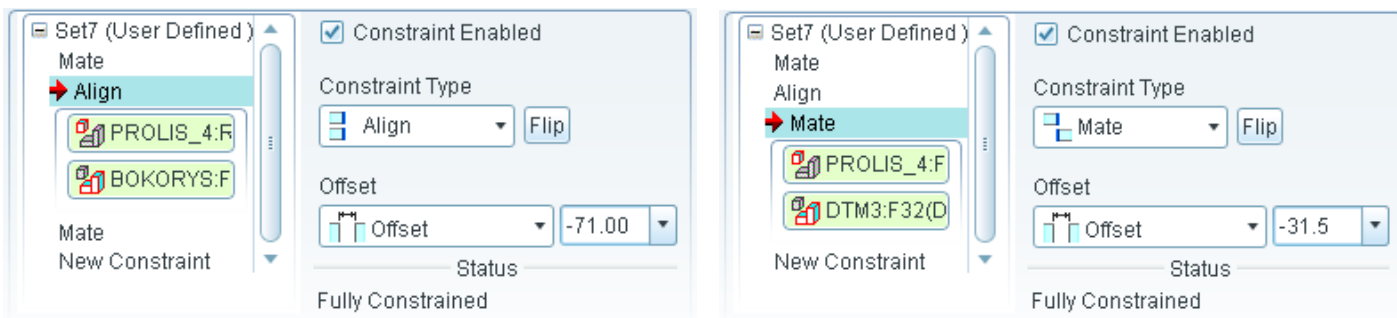 Set7 (User Defined )
Mate
Align
PROLIS_4:R
BOKORYS:F
Mate
New Constraint
Constraint Enabled
Constraint Type
Align
Flip
Offset
Offset
-71.00
Status
Fully Constrained
Set7 (User Defined )
Mate
Align
Mate
PROLIS_4:F
DTM3:F32(D
New Constraint
Constraint Enabled
Constraint Type
Mate
Flip
Offset
Offset
-31.5
Status
Fully Constrained